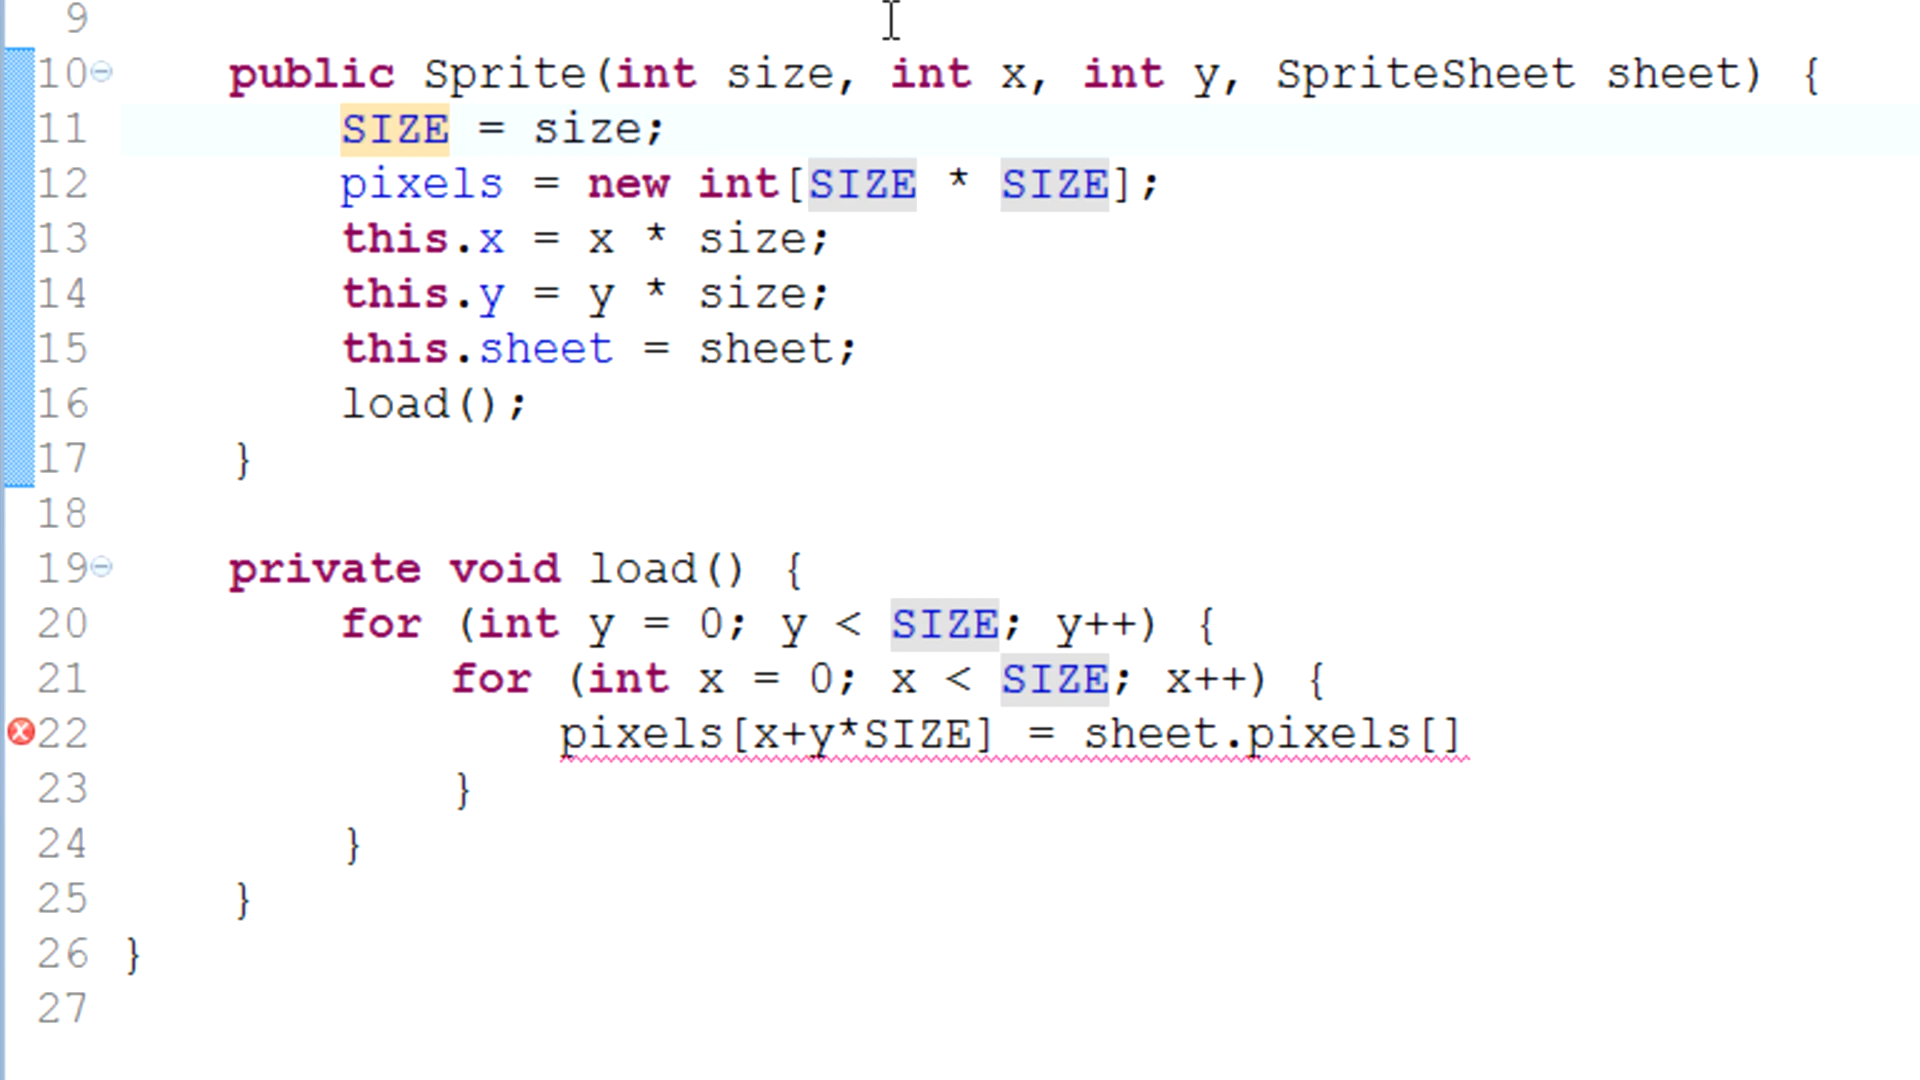 9
10 public Sprite(int size, int x, int y, SpriteSheet sheet) {
11 SIZE = size;
12 pixels = new int[SIZE * SIZE];
13 this.x = x * size;
14 this.y = y * size;
15 this.sheet = sheet;
16 load();
17 }
18
19 private void load() {
20 for (int y = 0; y < SIZE; y++) {
21 for (int x = 0; x < SIZE; x++) {
22 pixels[x+y*SIZE] = sheet.pixels[]
23 }
24 }
25 }
26 }
27